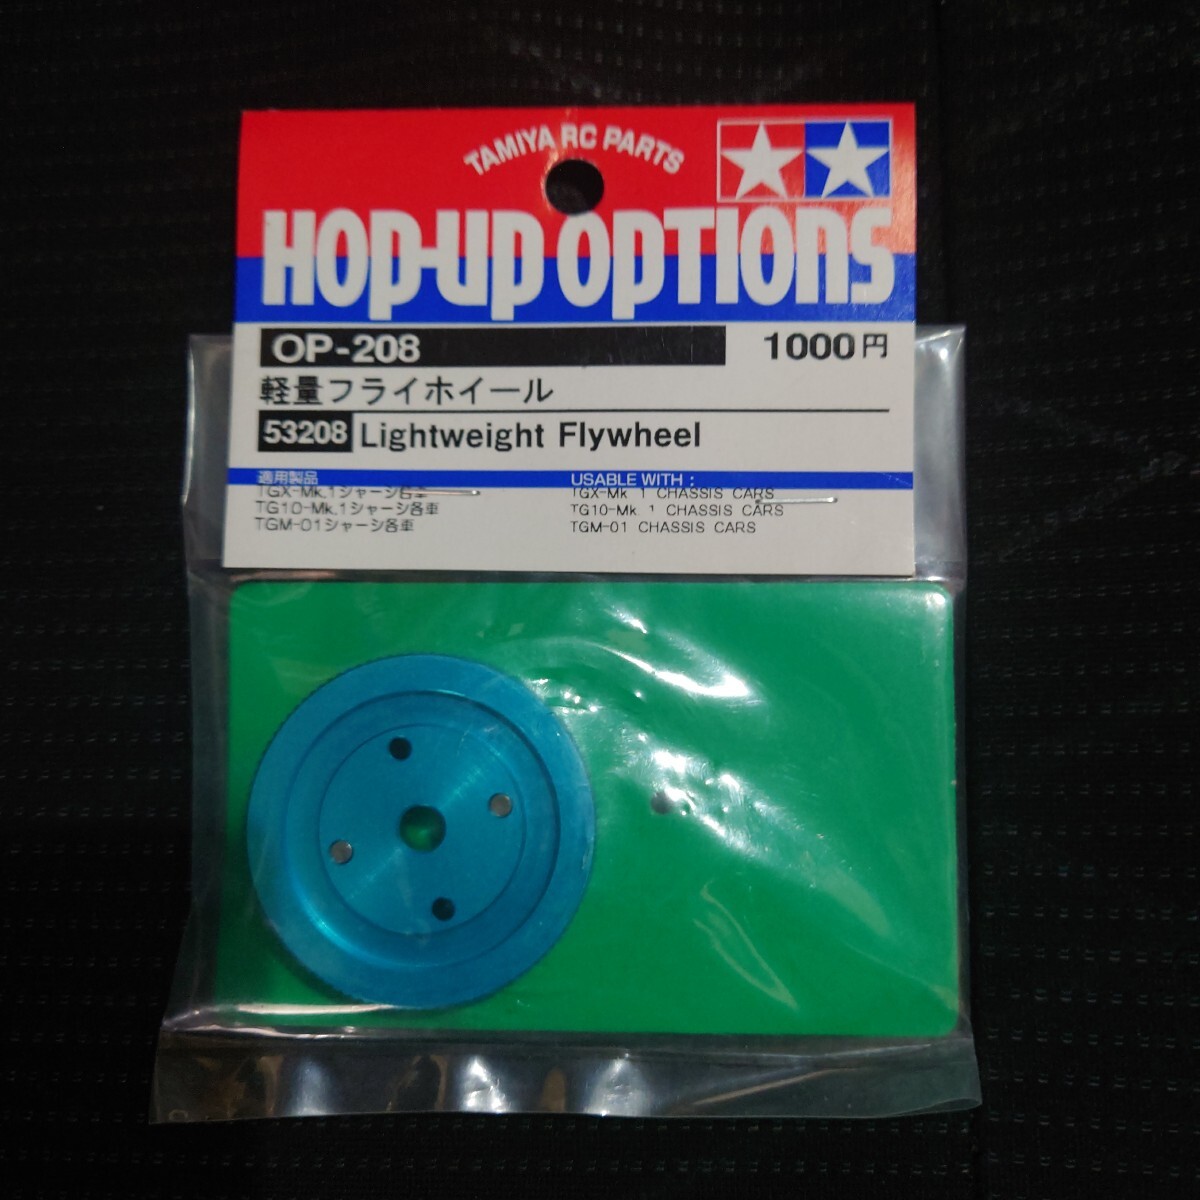 TAMIYA RC PARTS
HOP-UP OPTIONS
OP-208
1000円
軽量フライホイール
53208 Lightweight Flywheel
適用製品
TGX-Mk.1シャーシ各車
TG10-Mk.1シャーシ各車
TGM-01シャーシ各車
USABLE WITH :
TGX-Mk 1 CHASSIS CARS
TG10-Mk. 1 CHASSIS CARS
TGM-01 CHASSIS CARS